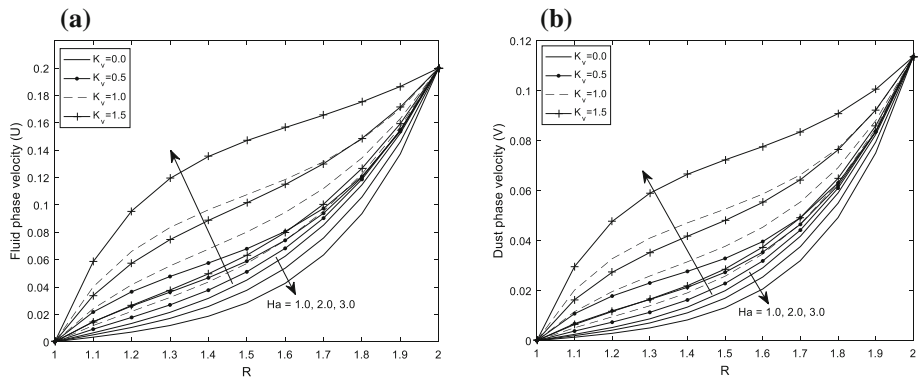 (a)
K_v=0.0
K_v=0.5
K_v=1.0
K_v=1.5
0.2
0.18
0.16
0.14
0.12
0.1
0.08
0.06
0.04
0.02
0
Fluid phase velocity (U)
Ha = 1.0, 2.0, 3.0
1 1.1 1.2 1.3 1.4 1.5 1.6 1.7 1.8 1.9 2
R
(b)
K_v=0.0
K_v=0.5
K_v=1.0
K_v=1.5
0.12
0.1
0.08
0.06
0.04
0.02
0
Dust phase velocity (V)
Ha = 1.0, 2.0, 3.0
1 1.1 1.2 1.3 1.4 1.5 1.6 1.7 1.8 1.9 2
R